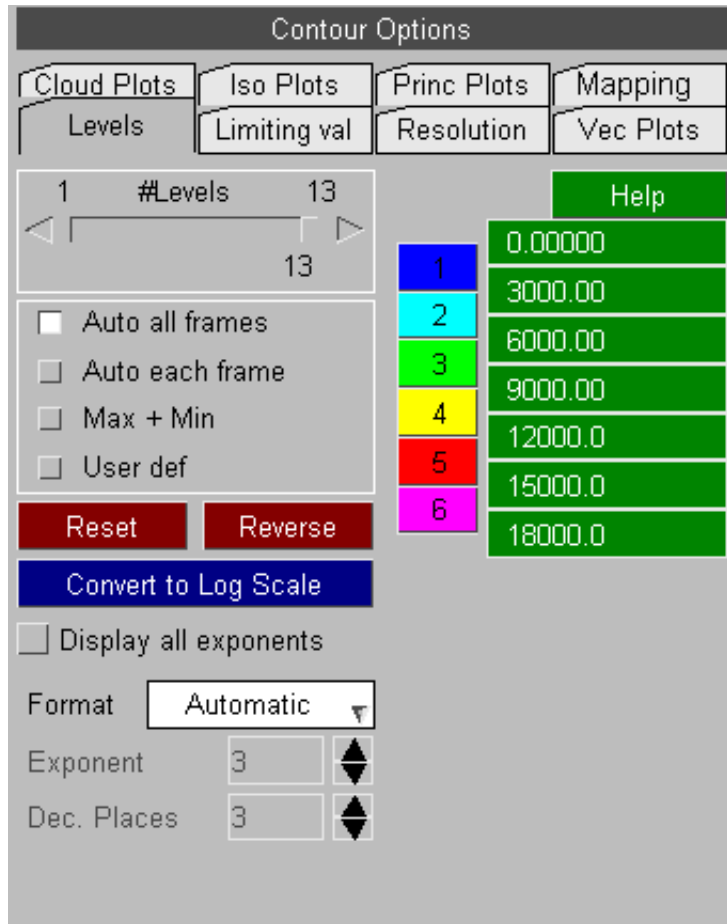 Contour Options
Cloud Plots Iso Plots Princ Plots Mapping
Levels Limiting val Resolution Vec Plots
1 #Levels 13
13
Auto all frames
Auto each frame
Max + Min
User def
Reset Reverse
Convert to Log Scale
Display all exponents
Format Automatic
Exponent 3
Dec. Places 3
Help
1
2
3
4
5
6
0.00000
3000.00
6000.00
9000.00
12000.0
15000.0
18000.0